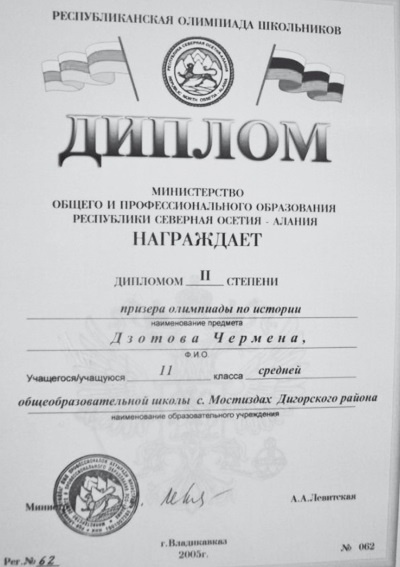 РЕСПУБЛИКАНСКАЯ ОЛИМПИАДА ШКОЛЬНИКОВ
ДИПЛОМ
МИНИСТЕРСТВО
ОБЩЕГО И ПРОФЕССИОНАЛЬНОГО ОБРАЗОВАНИЯ
РЕСПУБЛИКИ СЕВЕРНАЯ ОСЕТИЯ - АЛАНИЯ
НАГРАЖДАЕТ
ДИПЛОМОМ II СТЕПЕНИ
призера олимпиады по истории
наименование предмета
Дзотова Чермена,
Ф.И.О.
Учащегося/учащуюся 11 класса средней
общеобразовательной школы с. Мостиздах Дигорского района
наименование образовательного учреждения
А.А.Левитская
г.Владикавказ
2005г.
Рег.№ 62
№ 062